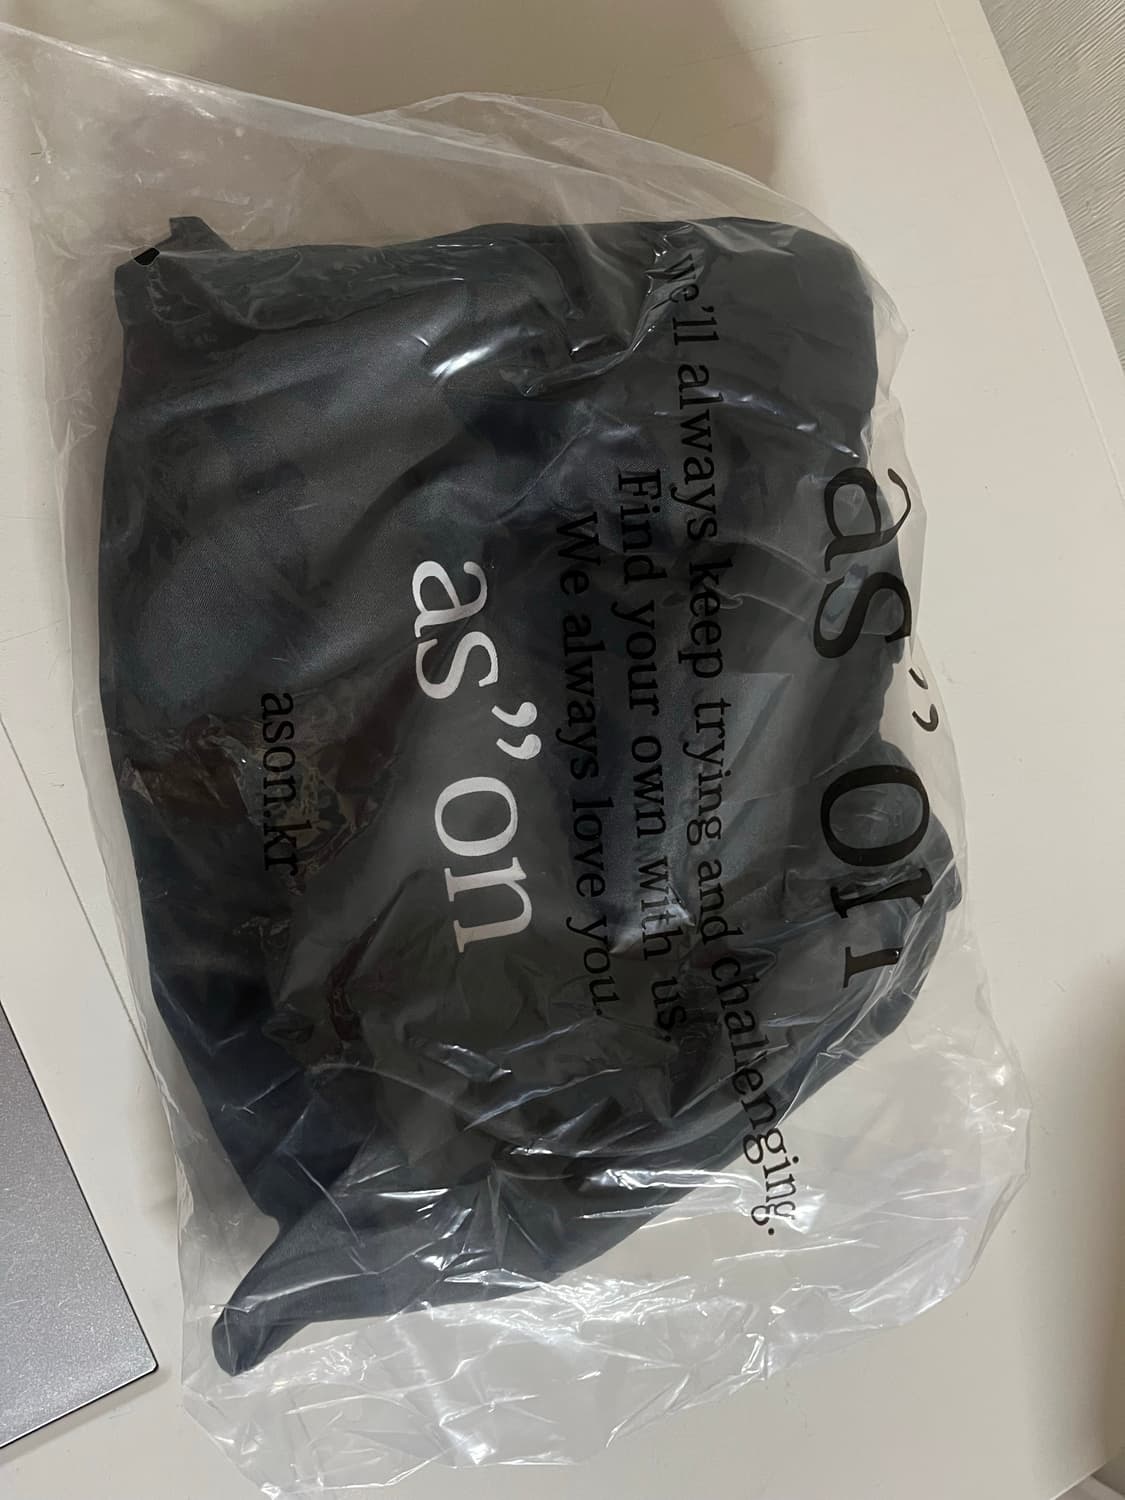 as”on
we'll always keep trying and challenging.
Find your own with us,
We always love you.
as”on
ason.kr